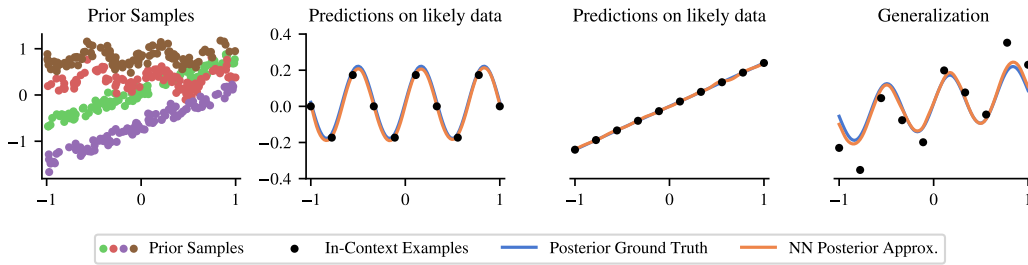 Prior Samples
Predictions on likely data
Predictions on likely data
Generalization
1
0
−1
−1
0
1
0.4
0.2
0.0
−0.2
−0.4
−1
0
1
−1
0
1
−1
0
1
Prior Samples
In-Context Examples
Posterior Ground Truth
NN Posterior Approx.